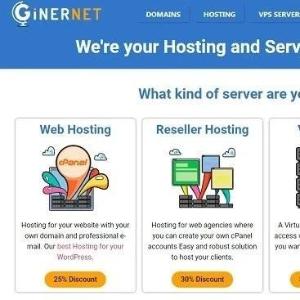 GiNERNET
DOMAINS HOSTING VPS SERVER
We're your Hosting and Serv
What kind of server are yo
Web Hosting
cPanel
Hosting for your website with your
own domain and professional e-
mail. Our best Hosting for your
WordPress.
25% Discount
Reseller Hosting
Hosting for web agencies where
you can create your own cPanel
accounts Easy and robust solution
to host your clients.
30% Discount
V
A Virtu
access
you wan